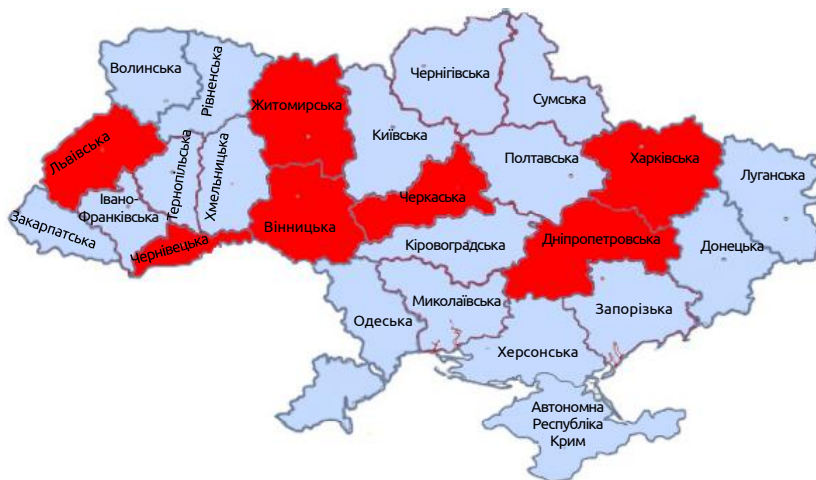 Волинська
Рівненська
Житомирська
Київська
Чернігівська
Сумська
Львівська
Тернопільська
Хмельницька
Івано-
Франківська
Закарпатська
Чернівецька
Вінницька
Черкаська
Полтавська
Харківська
Луганська
Кіровоградська
Дніпропетровська
Донецька
Одеська
Миколаївська
Запорізька
Херсонська
Автономна
Республіка
Крим